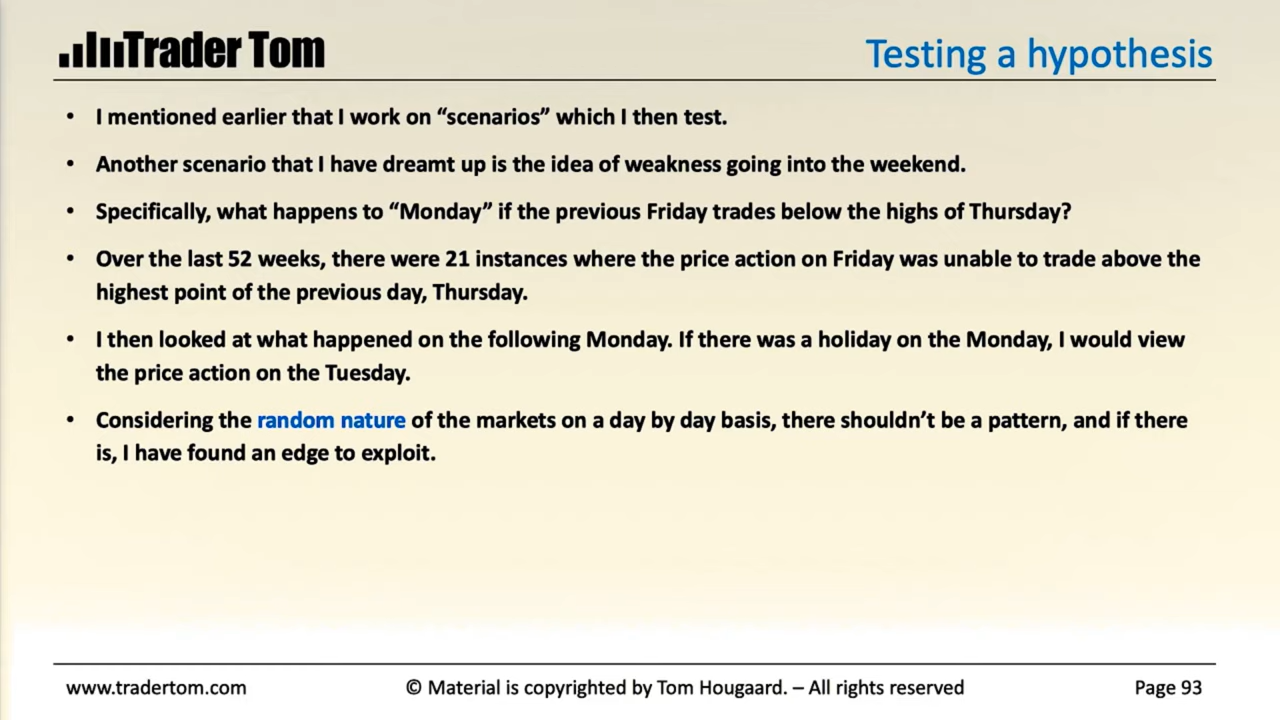 Trader Tom
Testing a hypothesis
• I mentioned earlier that I work on “scenarios” which I then test.
• Another scenario that I have dreamt up is the idea of weakness going into the weekend.
• Specifically, what happens to “Monday” if the previous Friday trades below the highs of Thursday?
• Over the last 52 weeks, there were 21 instances where the price action on Friday was unable to trade above the
highest point of the previous day, Thursday.
• I then looked at what happened on the following Monday. If there was a holiday on the Monday, I would view
the price action on the Tuesday.
• Considering the random nature of the markets on a day by day basis, there shouldn’t be a pattern, and if there
is, I have found an edge to exploit.
www.tradertom.com
© Material is copyrighted by Tom Hougaard. – All rights reserved
Page 93